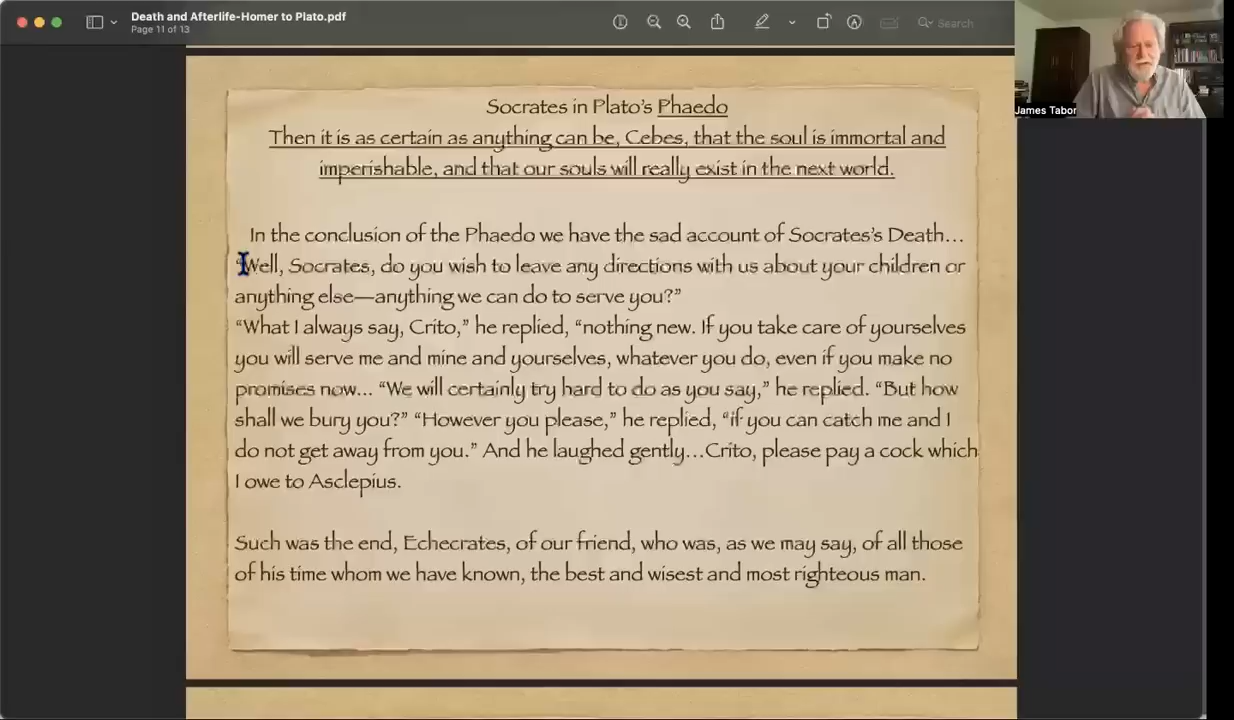 Death and Afterlife-Homer to Plato.pdf
Page 11 of 13
Search
James Tabor
Socrates in Plato's Phaedo
Then it is as certain as anything can be, Cebes, that the soul is immortal and
imperishable, and that our souls will really exist in the next world.
In the conclusion of the Phaedo we have the sad account of Socrates's Death...
"Well, Socrates, do you wish to leave any directions with us about your children or
anything else—anything we can do to serve you?"
"What I always say, Crito," he replied, "nothing new. If you take care of yourselves
you will serve me and mine and yourselves, whatever you do, even if you make no
promises now... "We will certainly try hard to do as you say," he replied. "But how
shall we bury you?" "However you please," he replied, "if you can catch me and I
do not get away from you." And he laughed gently...Crito, please pay a cock which
I owe to Asclepius.
Such was the end, Echecrates, of our friend, who was, as we may say, of all those
of his time whom we have known, the best and wisest and most righteous man.